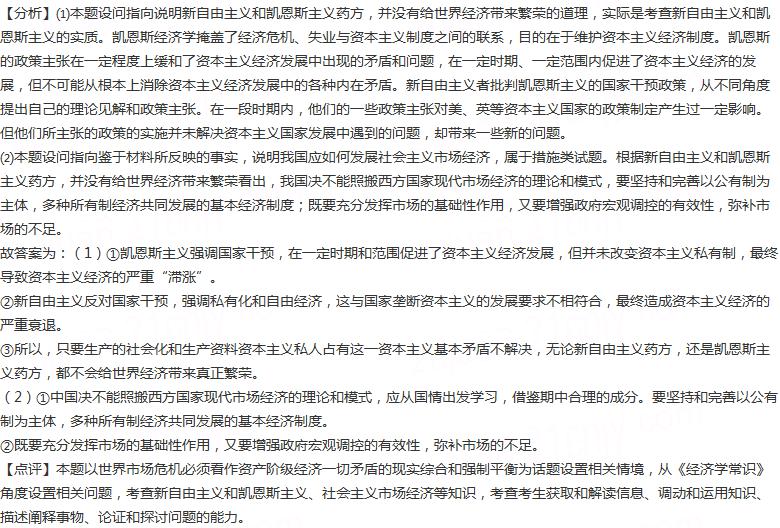 【分析】⑴本题设问指向说明新自由主义和凯恩斯主义药方，并没有给世界经济带来繁荣的道理，实际是考查新自由主义和凯
恩斯主义的实质。凯恩斯经济学掩盖了经济危机、失业与资本主义制度之间的联系，目的在于维护资本主义经济制度。凯恩斯
的政策主张在一定程度上缓和了资本主义经济发展中出现的矛盾和问题，在一定时期、一定范围内促进了资本主义经济的发
展，但不可能从根本上消除资本主义经济发展中的各种内在矛盾。新自由主义者批判凯恩斯主义的国家干预政策，从不同角度
提出自己的理论见解和政策主张。在一段时期内，他们的一些政策主张对美、英等资本主义国家的政策制定产生过一定影响。
但他们所主张的政策的实施并未解决资本主义国家发展中遇到的问题，却带来一些新的问题。
⑵本题设问指向鉴于材料所反映的事实，说明我国应如何发展社会主义市场经济，属于措施类试题。根据新自由主义和凯恩斯
主义药方，并没有给世界经济带来繁荣看出，我国决不能照搬西方国家现代市场经济的理论和模式，要坚持和完善以公有制为
主体，多种所有制经济共同发展的基本经济制度；既要充分发挥市场的基础性作用，又要增强政府宏观调控的有效性，弥补市
场的不足。
故答案为：（1）①凯恩斯主义强调国家干预，在一定时期和范围促进了资本主义经济发展，但并未改变资本主义私有制，最终
导致资本主义经济的严重“滞涨”。
②新自由主义反对国家干预，强调私有化和自由经济，这与国家垄断资本主义的发展要求不相符合，最终造成资本主义经济的
严重衰退。
③所以，只要生产的社会化和生产资料资本主义私人占有这一资本主义基本矛盾不解决，无论新自由主义药方，还是凯恩斯主
义药方，都不会给世界经济带来真正繁荣。
（2）①中国决不能照搬西方国家现代市场经济的理论和模式，应从国情出发学习，借鉴期中合理的成分。要坚持和完善以公有
制为主体，多种所有制经济共同发展的基本经济制度。
②既要充分发挥市场的基础性作用，又要增强政府宏观调控的有效性，弥补市场的不足。
【点评】本题以世界市场危机必须看作资产阶级经济一切矛盾的现实综合和强制平衡为话题设置相关情境，从《经济学常识》
角度设置相关问题，考查新自由主义和凯恩斯主义、社会主义市场经济等知识，考查考生获取和解读信息、调动和运用知识、
描述阐释事物、论证和探讨问题的能力。